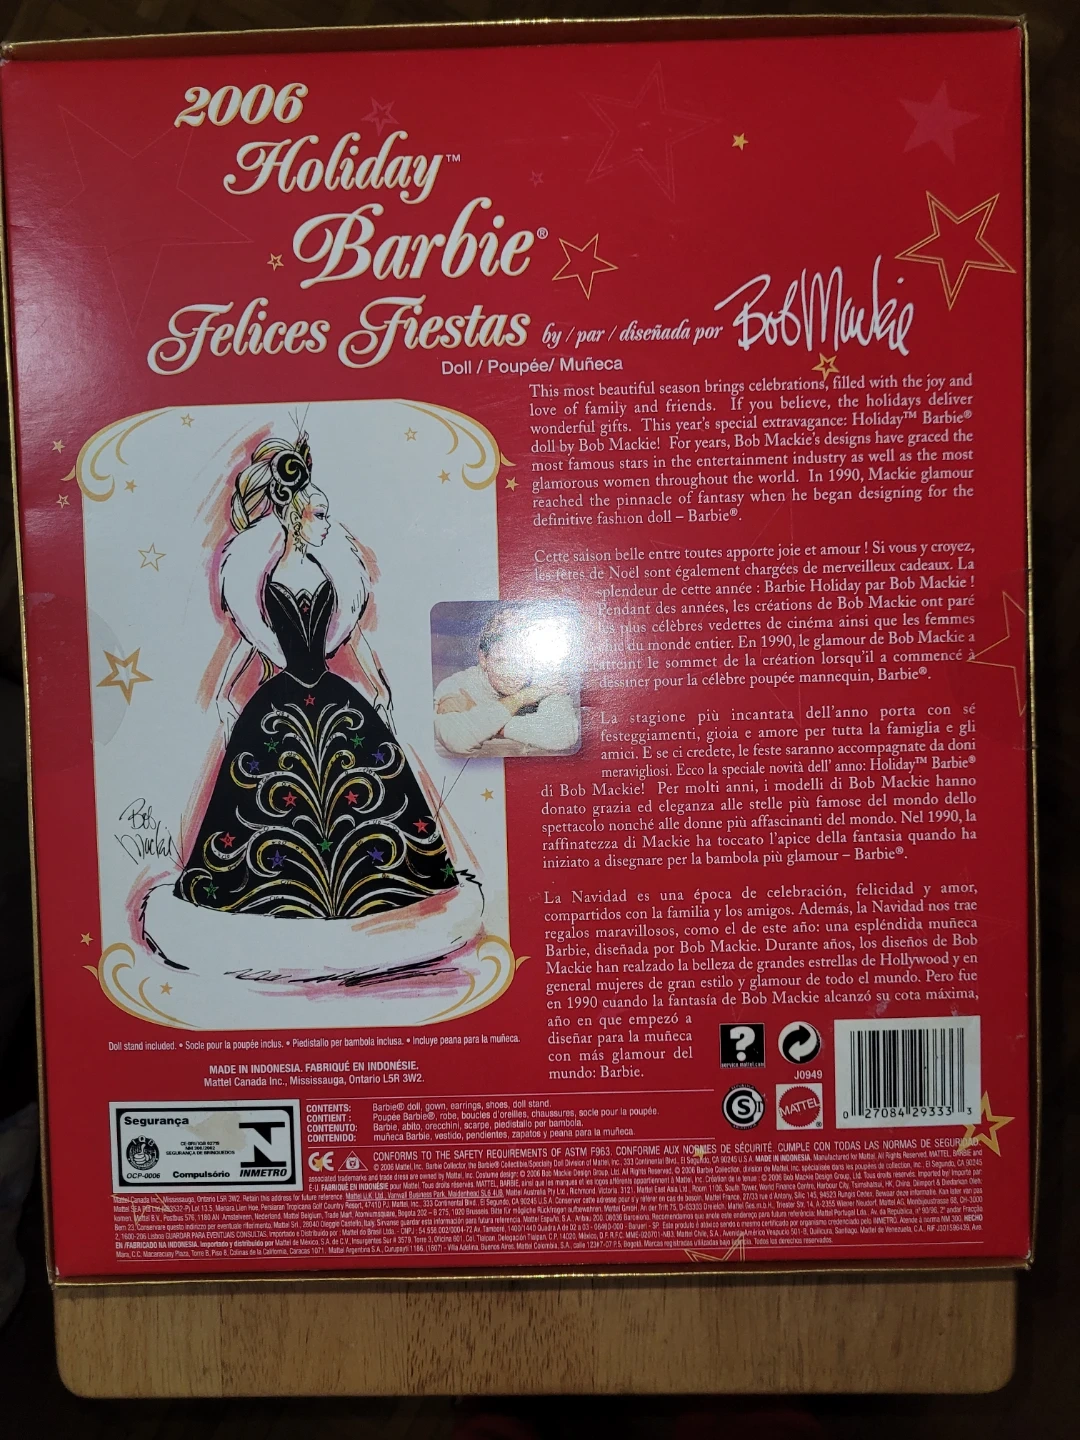 2006
Holiday™
Barbie®
Felices Fiestas by / par / diseñada por Bob Mackie
Doll / Poupée/ Muñeca
This most beautiful season brings celebrations, filled with the joy and
love of family and friends. If you believe, the holidays deliver
wonderful gifts. This year's special extravagance: Holiday™ Barbie®
doll by Bob Mackie! For years, Bob Mackie's designs have graced the
most famous stars in the entertainment industry as well as the most
glamorous women throughout the world. In 1990, Mackie glamour
reached the pinnacle of fantasy when he began designing for the
definitive fashion doll – Barbie®.
Cette saison belle entre toutes apporte joie et amour ! Si vous y croyez,
les fêtes de Noël sont également chargées de merveilleux cadeaux. La
splendeur de cette année : Barbie Holiday par Bob Mackie !
Pendant des années, les créations de Bob Mackie ont paré
les plus célèbres vedettes de cinéma ainsi que les femmes
chic du monde entier. En 1990, le glamour de Bob Mackie a
atteint le sommet de la création lorsqu'il a commencé à
dessiner pour la célèbre poupée mannequin, Barbie®.
La stagione più incantata dell'anno porta con sé
festeggiamenti, gioia e amore per tutta la famiglia e gli
amici. E se ci credete, le feste saranno accompagnate da doni
meravigliosi. Ecco la speciale novità dell' anno: Holiday™ Barbie®
di Bob Mackie! Per molti anni, i modelli di Bob Mackie hanno
donato grazia ed eleganza alle stelle più famose del mondo dello
spettacolo nonché alle donne più affascinanti del mondo. Nel 1990, la
raffinatezza di Mackie ha toccato l'apice della fantasia quando ha
iniziato a disegnare per la bambola più glamour – Barbie®.
La Navidad es una época de celebración, felicidad y amor,
compartidos con la familia y los amigos. Además, la Navidad nos trae
regalos maravillosos, como el de este año: una espléndida muñeca
Barbie, diseñada por Bob Mackie. Durante años, los diseños de Bob
Mackie han realzado la belleza de grandes estrellas de Hollywood y en
general mujeres de gran estilo y glamour de todo el mundo. Pero fue
en 1990 cuando la fantasía de Bob Mackie alcanzó su cota máxima,
año en que empezó a
diseñar para la muñeca
con más glamour del
mundo: Barbie.
Bob Mackie
Doll stand included. • Socle pour la poupée inclus. • Piedistallo per bambola inclusa. • Incluye peana para la muñeca.
MADE IN INDONESIA. FABRIQUÉ EN INDONÉSIE.
Mattel Canada Inc., Mississauga, Ontario L5R 3W2.
?
service.mattel.com
J0949
S
MATTEL
0 27084 29333 3
Segurança
OCP-0006
Compulsório
INMETRO
CONTENTS: Barbie® doll, gown, earrings, shoes, doll stand.
CONTIENT : Poupée Barbie®, robe, boucles d'oreilles, chaussures, socle pour la poupée.
CONTENUTO: Barbie, abito, orecchini, scarpe, piedistallo per bambola.
CONTENIDO: muñeca Barbie, vestido, pendientes, zapatos y peana para la muñeca.
CE CONFORMS TO THE SAFETY REQUIREMENTS OF ASTM F963. CONFORME AUX NORMES DE SÉCURITÉ. CUMPLE CON TODAS LAS NORMAS DE SEGURIDAD